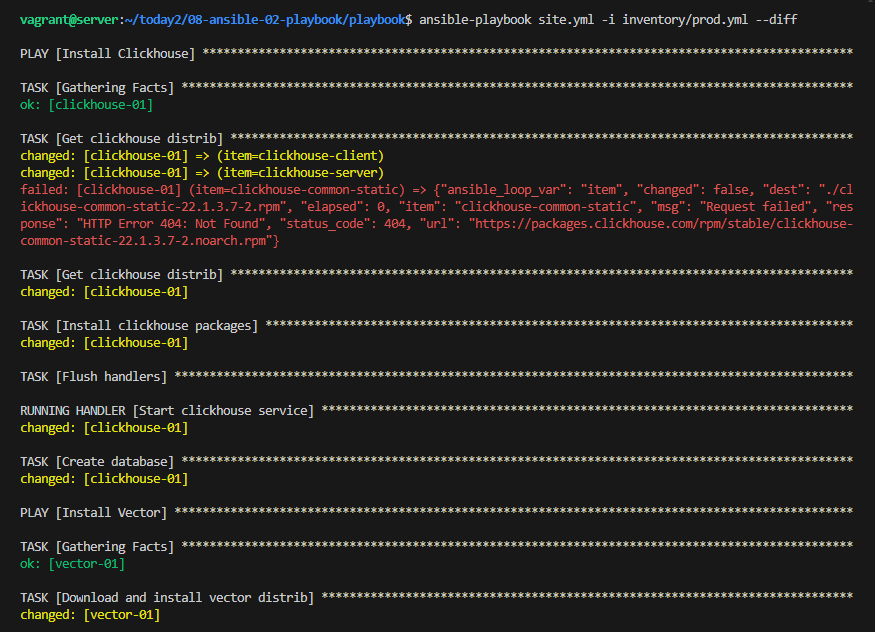 vagrant@server:~/today2/08-ansible-02-playbook/playbook$ ansible-playbook site.yml -i inventory/prod.yml --diff
PLAY [Install Clickhouse] *********************************************************************************************
TASK [Gathering Facts] ************************************************************************************************
ok: [clickhouse-01]
TASK [Get clickhouse distrib] *****************************************************************************************
changed: [clickhouse-01] => (item=clickhouse-client)
changed: [clickhouse-01] => (item=clickhouse-server)
failed: [clickhouse-01] (item=clickhouse-common-static) => {"ansible_loop_var": "item", "changed": false, "dest": "./cl
ickhouse-common-static-22.1.3.7-2.rpm", "elapsed": 0, "item": "clickhouse-common-static", "msg": "Request failed", "res
ponse": "HTTP Error 404: Not Found", "status_code": 404, "url": "https://packages.clickhouse.com/rpm/stable/clickhouse-
common-static-22.1.3.7-2.noarch.rpm"}
TASK [Get clickhouse distrib] *****************************************************************************************
changed: [clickhouse-01]
TASK [Install clickhouse packages] ************************************************************************************
changed: [clickhouse-01]
TASK [Flush handlers] *************************************************************************************************
RUNNING HANDLER [Start clickhouse service] ****************************************************************************
changed: [clickhouse-01]
TASK [Create database] ************************************************************************************************
changed: [clickhouse-01]
PLAY [Install Vector] *************************************************************************************************
TASK [Gathering Facts] ************************************************************************************************
ok: [vector-01]
TASK [Download and install vector distrib] ****************************************************************************
changed: [vector-01]